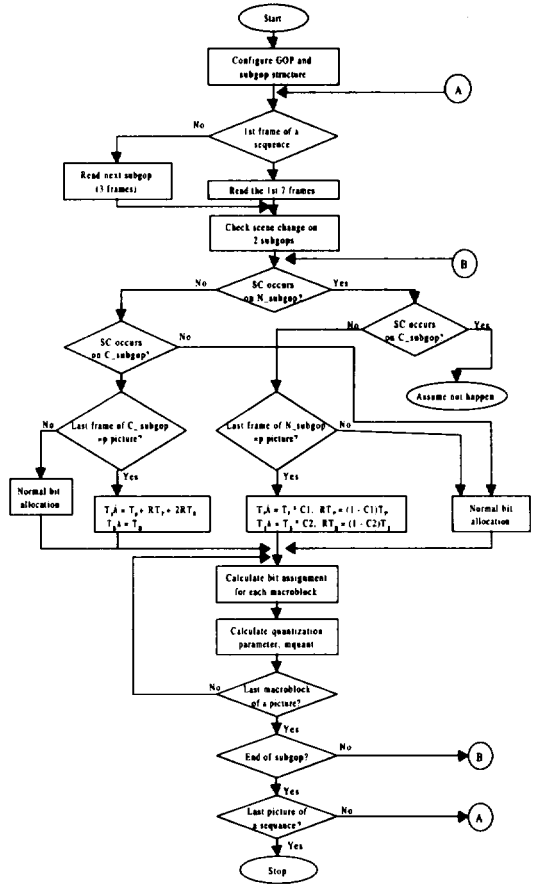 Start
Configure GOP and
subgop structure
A
No
1st frame of a
sequence
Read next subgop
(3 frames)
Read the 1st 7 frames
Check scene change on
2 subgops
B
No
SC occurs
on N_subgop?
Yes
SC occurs
on C_subgop?
No
No
SC occurs
on C_subgop?
Yes
Assume not happen
No
Last frame of C_subgop
=p picture?
Last frame of N_subgop
=p picture?
No
Normal bit
allocation
Yes
Yes
Normal bit
allocation
Calculate bit assignment
for each macroblock
Calculate quantization
parameter, mquant
No
Last macroblock
of a picture?
Yes
End of subgop?
No
B
Yes
Last picture of
a sequance?
No
A
Yes
Stop